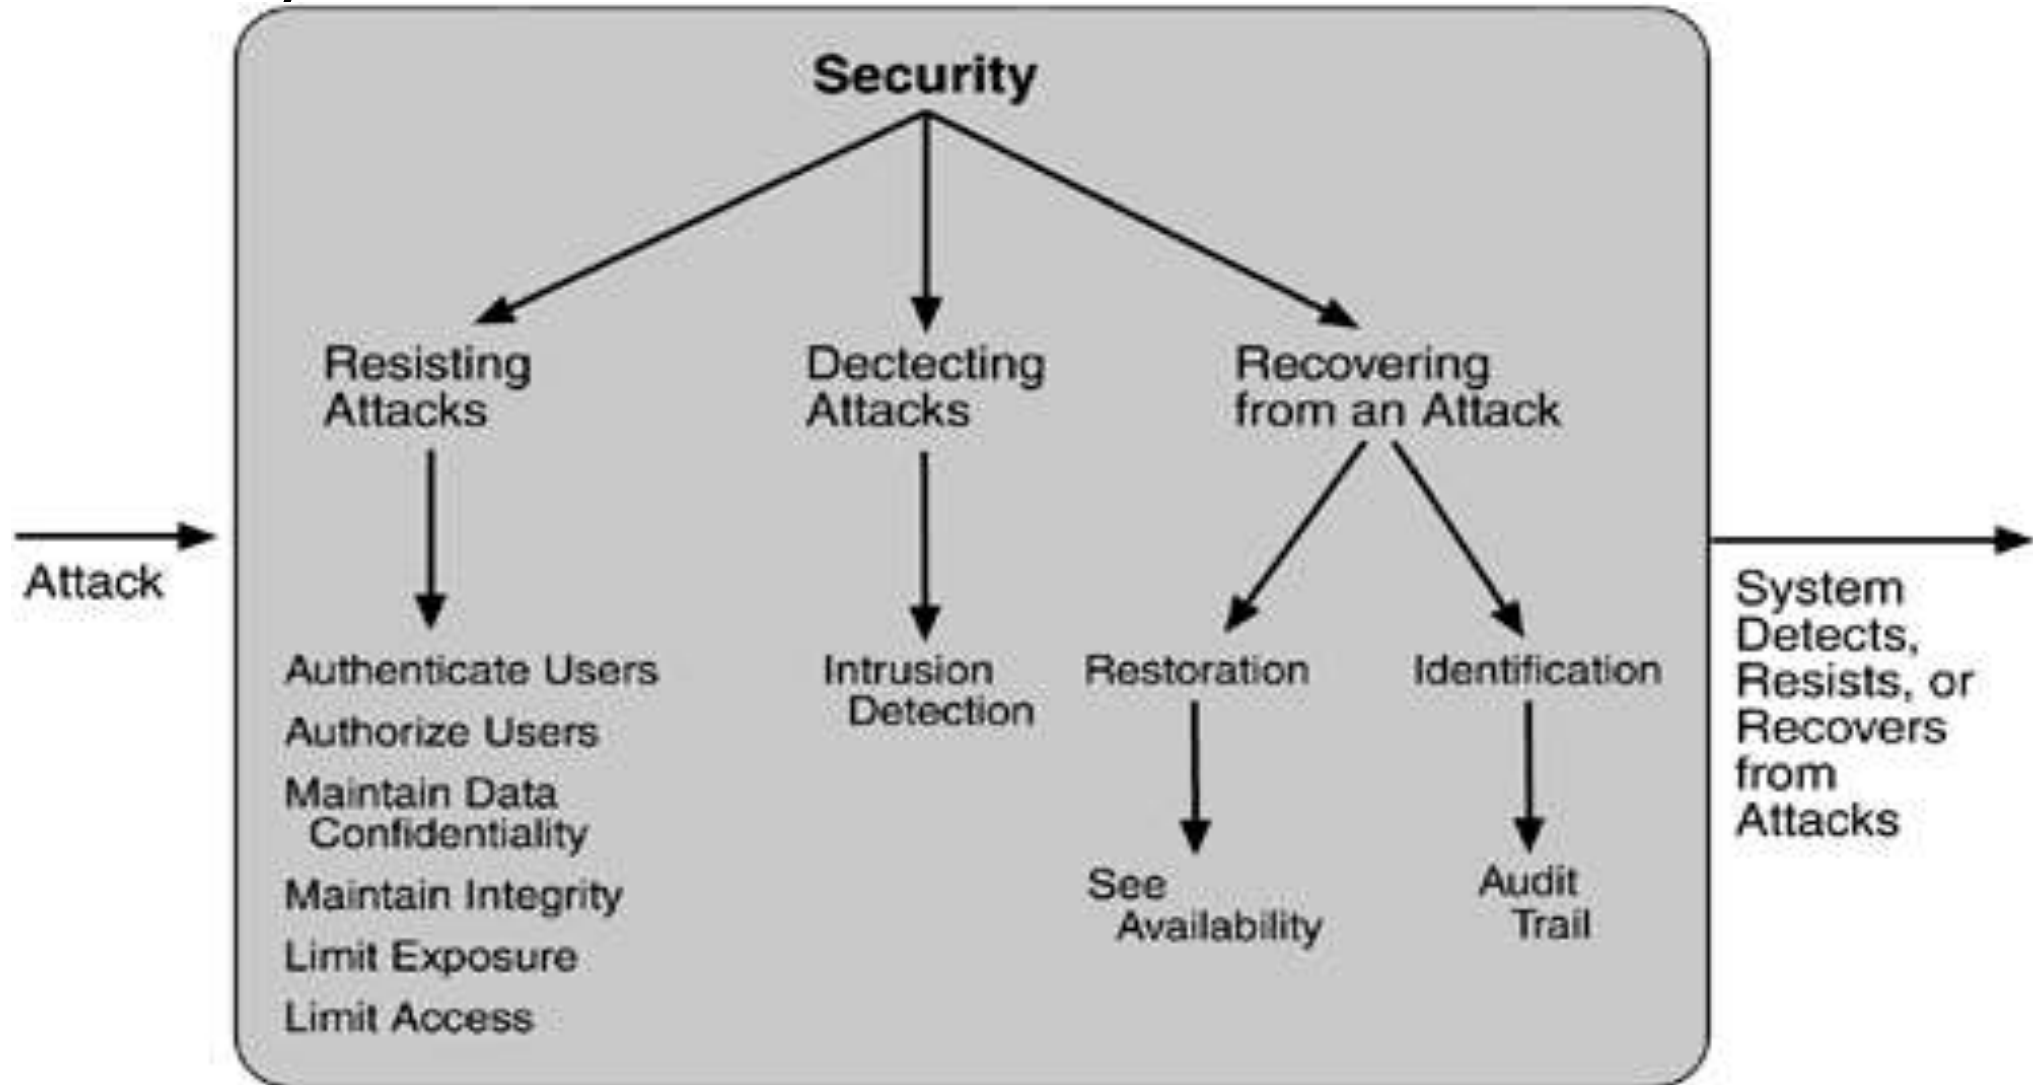 Security
Resisting
Attacks
Dectecting
Attacks
Recovering
from an Attack
Attack
Authenticate Users
Authorize Users
Maintain Data
Confidentiality
Maintain Integrity
Limit Exposure
Limit Access
Intrusion
Detection
Restoration
See
Availability
Identification
Audit
Trail
System
Detects,
Resists, or
Recovers
from
Attacks